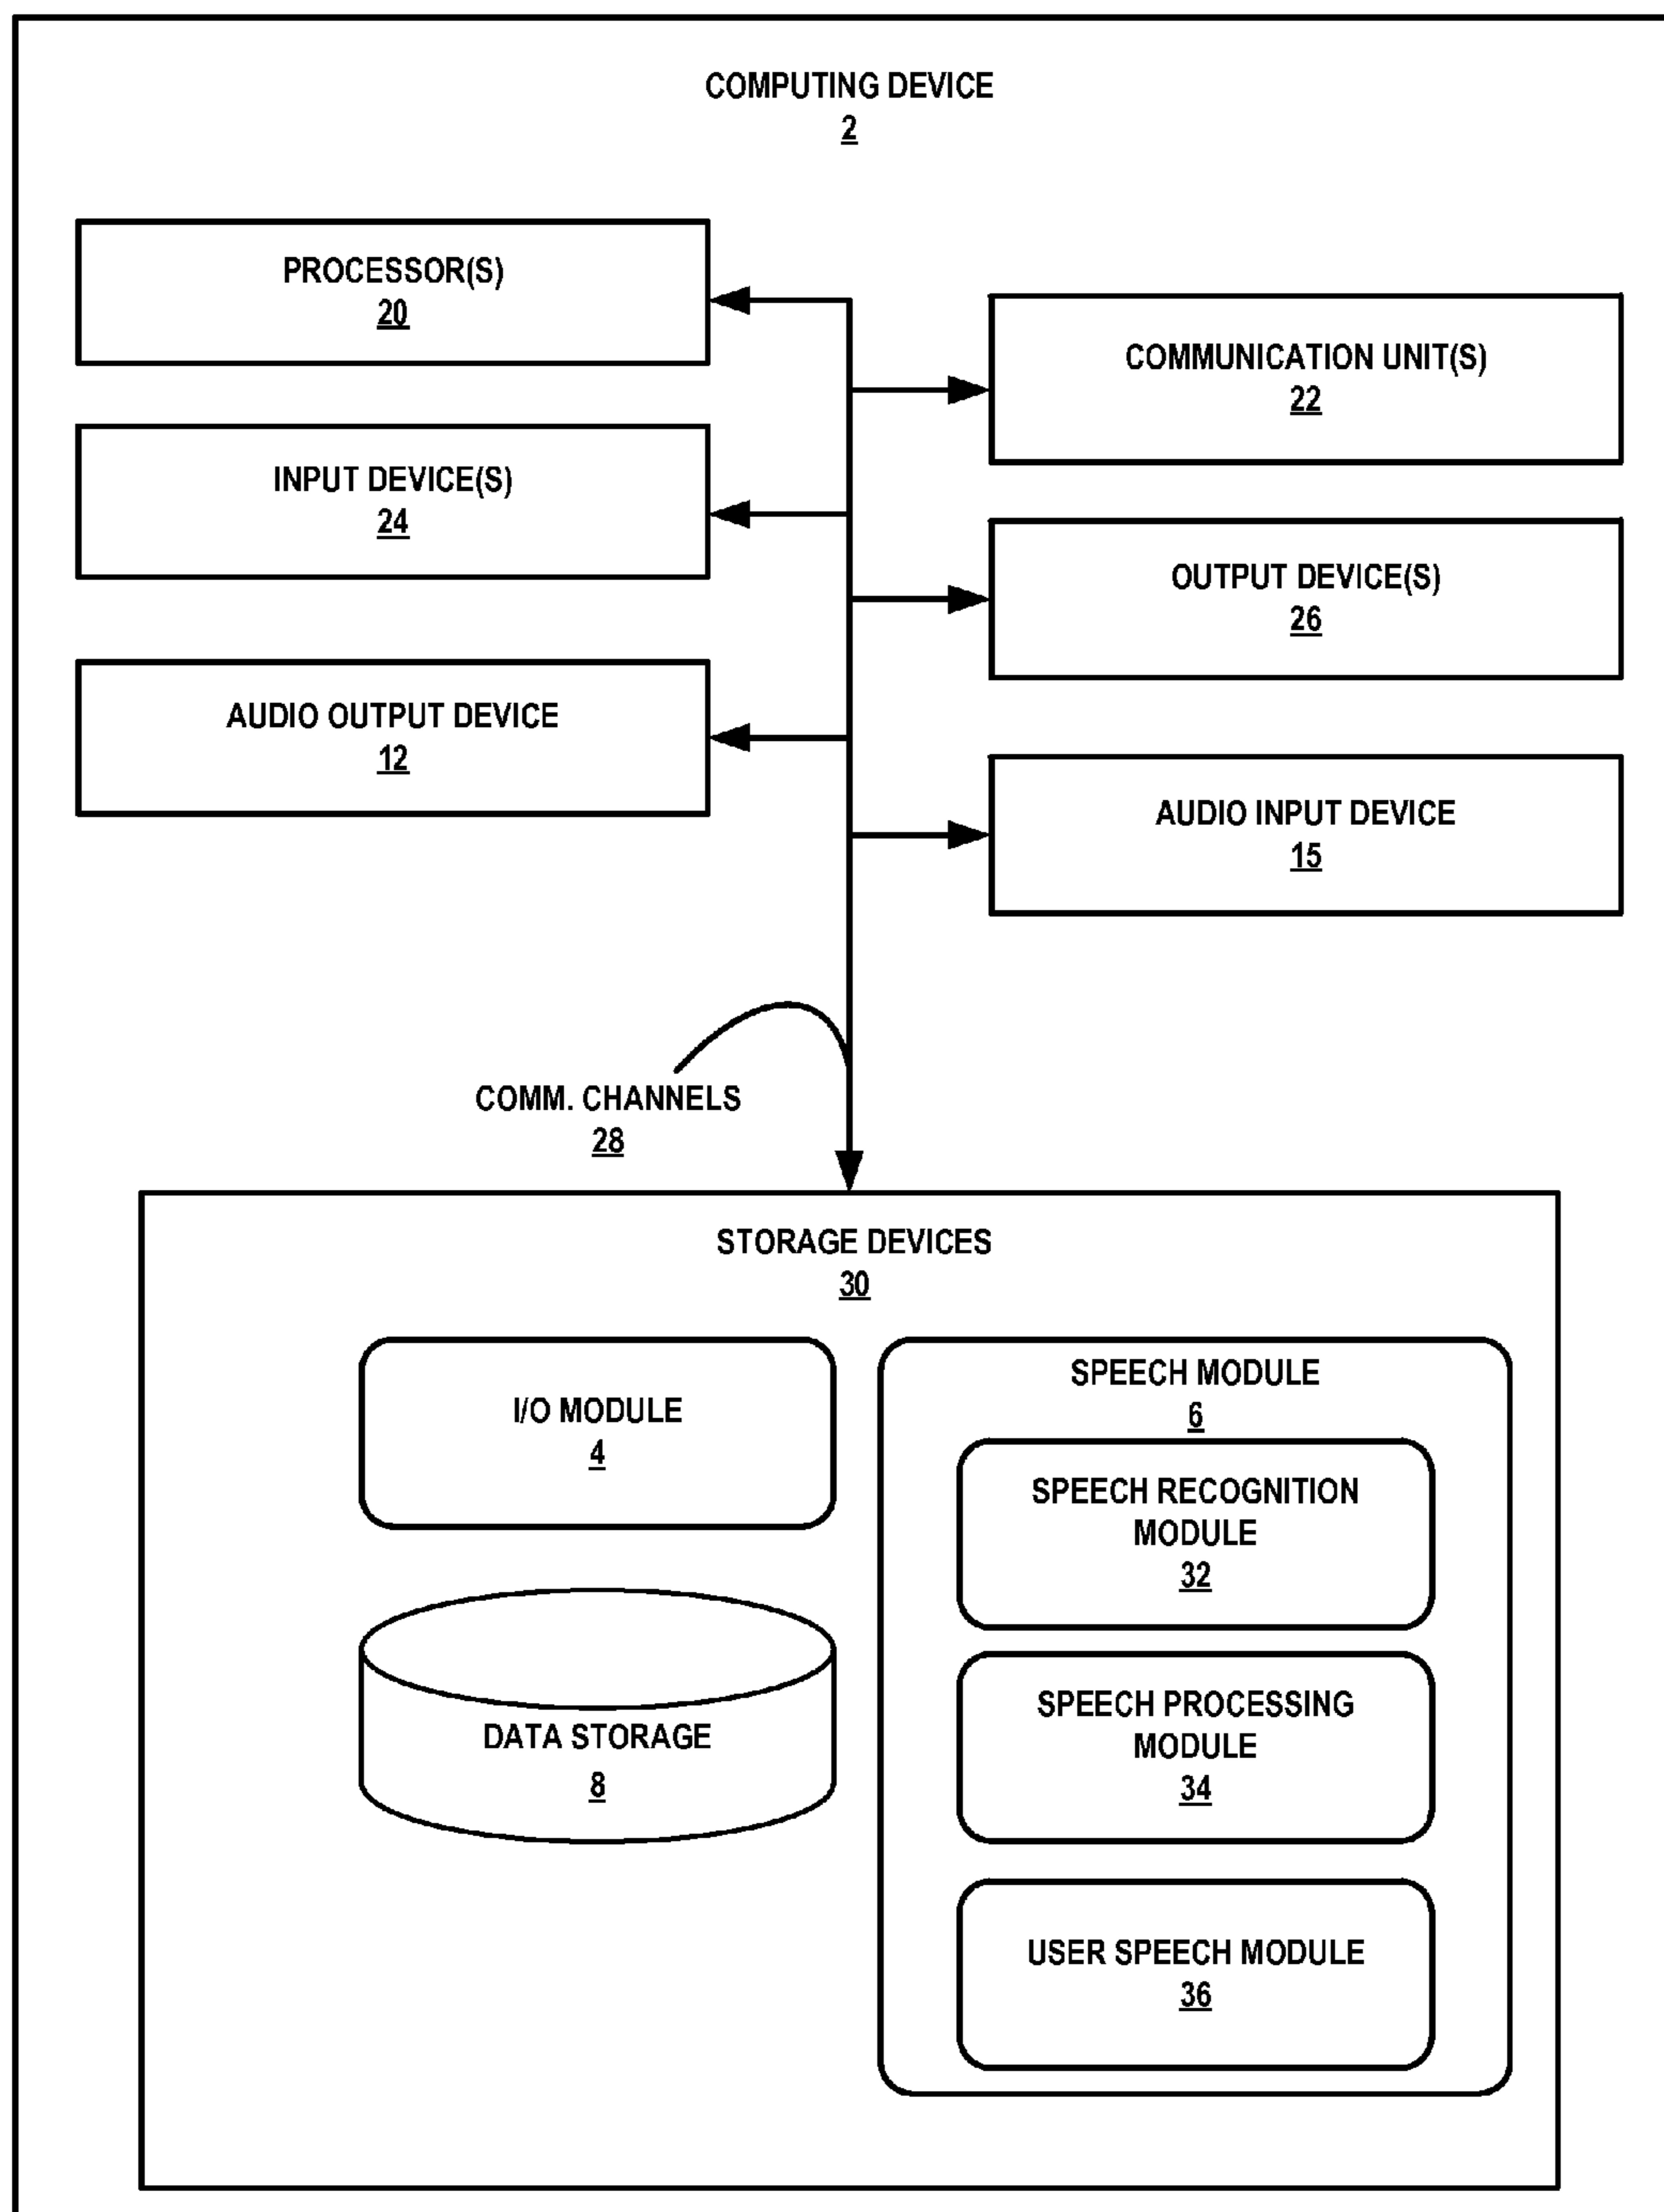 COMPUTING DEVICE
2
PROCESSOR(S)
20
COMMUNICATION UNIT(S)
22
INPUT DEVICE(S)
24
OUTPUT DEVICE(S)
26
AUDIO OUTPUT DEVICE
12
AUDIO INPUT DEVICE
15
COMM. CHANNELS
28
STORAGE DEVICES
30
I/O MODULE
4
DATA STORAGE
8
SPEECH MODULE
6
SPEECH RECOGNITION
MODULE
32
SPEECH PROCESSING
MODULE
34
USER SPEECH MODULE
36